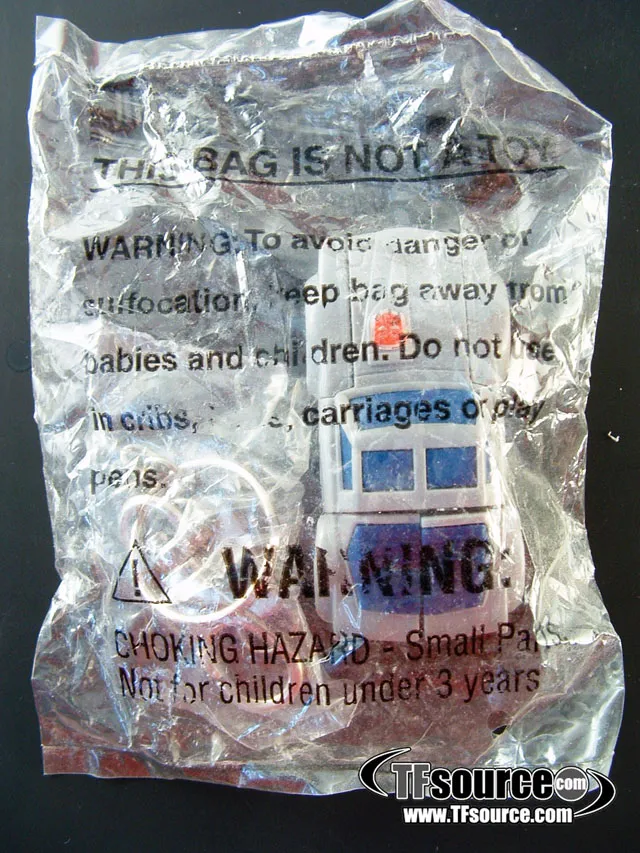 THIS BAG IS NOT A TOY.
WARNING: To avoid danger or
suffocation, keep bag away from
babies and children. Do not use
in cribs, carriages or play
pens.
WARNING:
CHOKING HAZARD - Small Parts.
Not for children under 3 years
TFsource.com
www.TFsource.com